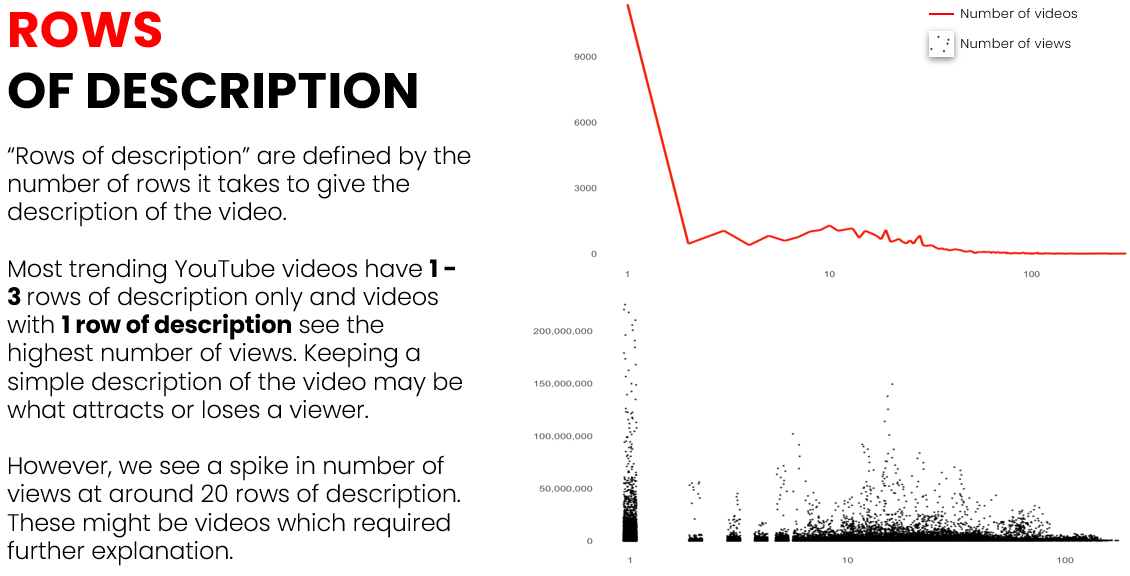 ROWS
OF DESCRIPTION
“Rows of description” are defined by the
number of rows it takes to give the
description of the video.
Most trending YouTube videos have 1 -
3 rows of description only and videos
with 1 row of description see the
highest number of views. Keeping a
simple description of the video may be
what attracts or loses a viewer.
However, we see a spike in number of
views at around 20 rows of description.
These might be videos which required
further explanation.
Number of videos
Number of views
9000
6000
3000
0
1 10 100
200,000,000
150,000,000
100,000,000
50,000,000
0
1 10 100